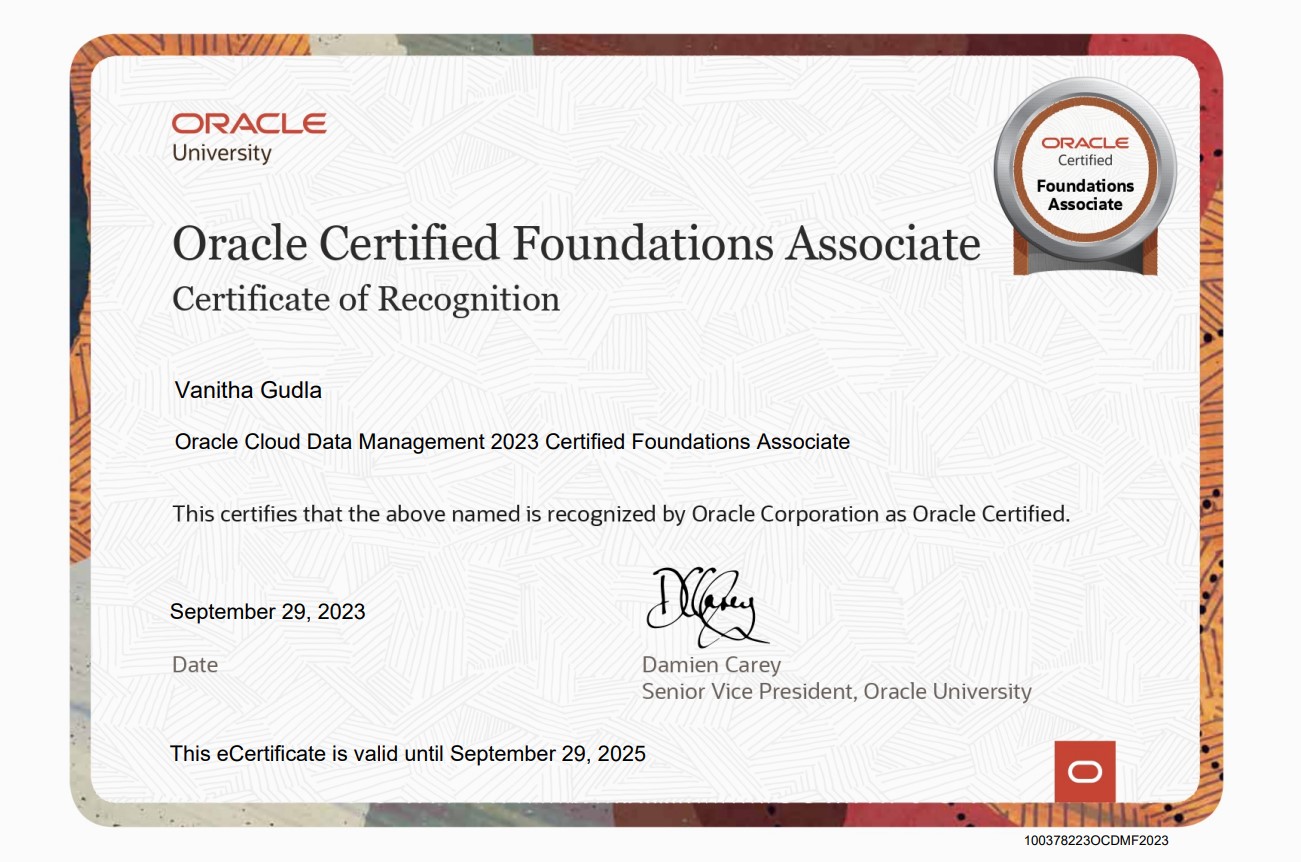 ORACLE
University
ORACLE
Certified
Foundations
Associate
Oracle Certified Foundations Associate
Certificate of Recognition
Vanitha Gudla
Oracle Cloud Data Management 2023 Certified Foundations Associate
This certifies that the above named is recognized by Oracle Corporation as Oracle Certified.
September 29, 2023
Date
DCarey
Damien Carey
Senior Vice President, Oracle University
This eCertificate is valid until September 29, 2025
100378223OCDMF2023